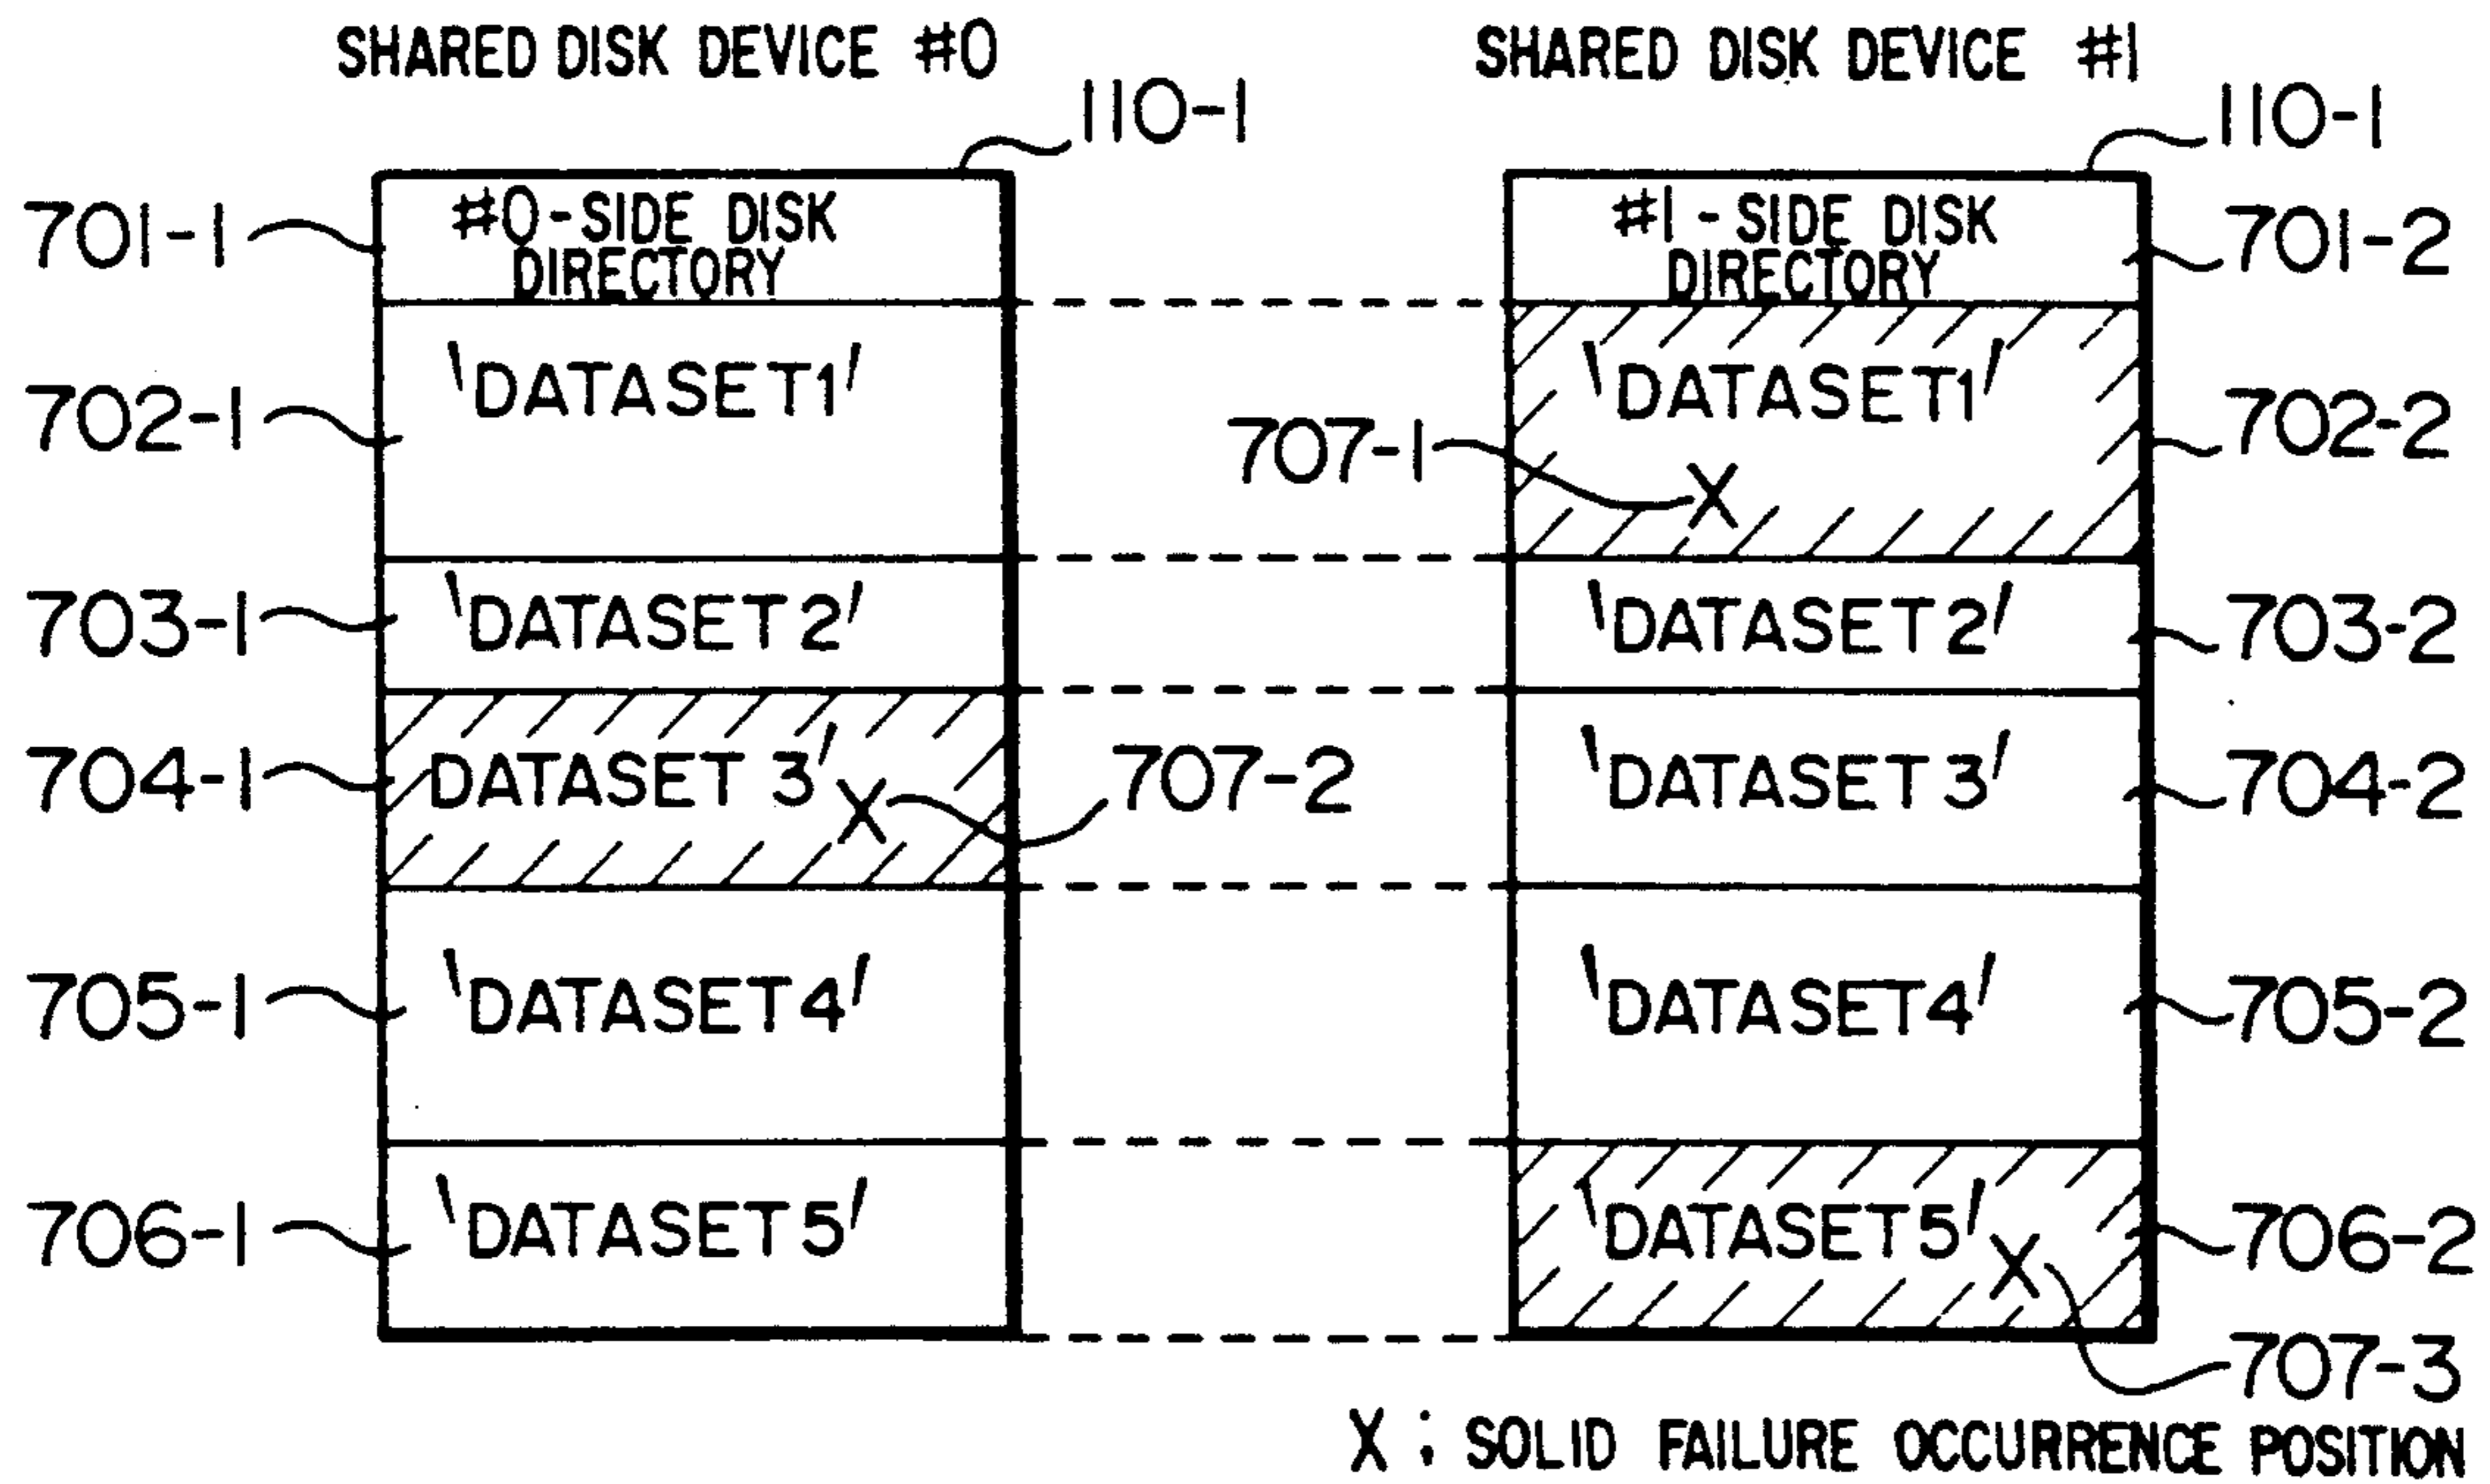 SHARED DISK DEVICE #0
SHARED DISK DEVICE #1
110-1
110-1
701-1
#0-SIDE DISK
DIRECTORY
#1-SIDE DISK
DIRECTORY
701-2
702-1
'DATASET1'
707-1
'DATASET1'
X
702-2
703-1
'DATASET2'
'DATASET2'
703-2
704-1
DATASET 3'
X
707-2
'DATASET 3'
704-2
705-1
'DATASET4'
'DATASET4'
705-2
706-1
'DATASET5'
'DATASET5'
X
706-2
707-3
X : SOLID FAILURE OCCURRENCE POSITION